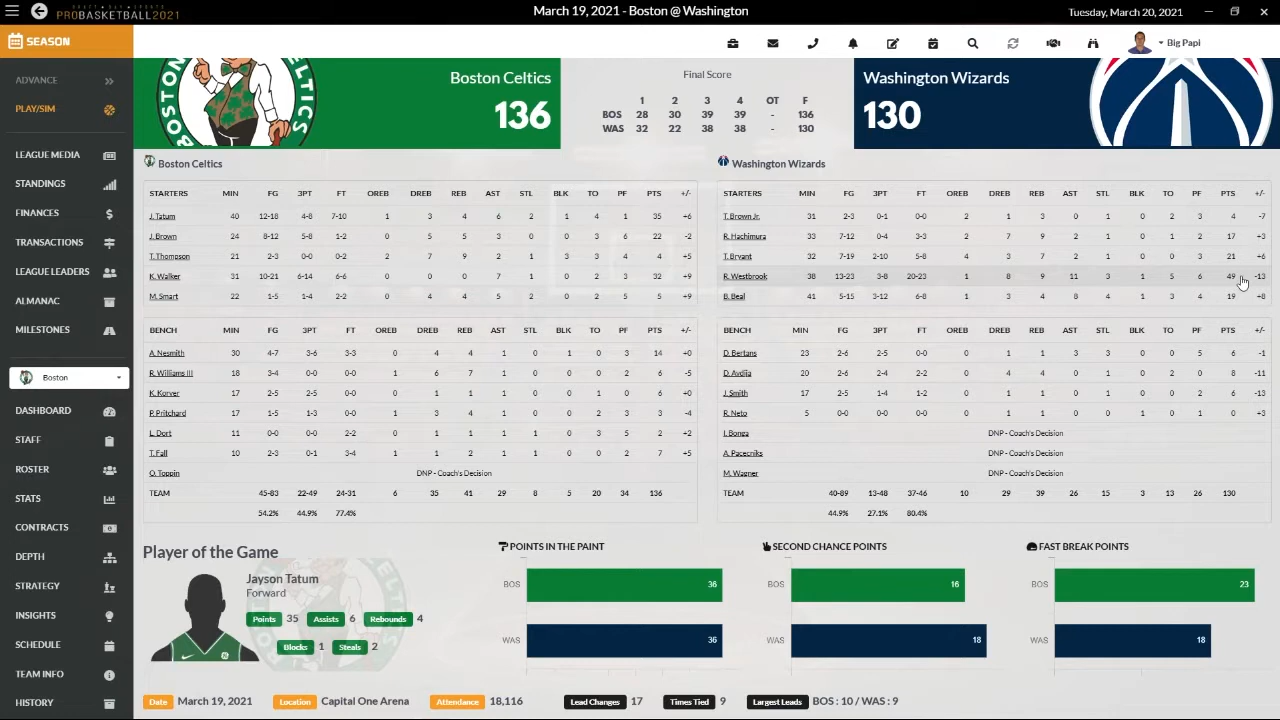 DRAFT DAY SPORTS
PROBASKETBALL2021
March 19, 2021 - Boston @ Washington
Tuesday, March 20, 2021
SEASON
Big Papi
ADVANCE
PLAY/SIM
LEAGUE MEDIA
STANDINGS
FINANCES
TRANSACTIONS
LEAGUE LEADERS
ALMANAC
MILESTONES
Boston
DASHBOARD
STAFF
ROSTER
STATS
CONTRACTS
DEPTH
STRATEGY
INSIGHTS
SCHEDULE
TEAM INFO
HISTORY
BOSTON
CELTICS
Boston Celtics
136
Final Score
1 2 3 4 OT F
BOS 28 30 39 39 - 136
WAS 32 22 38 38 - 130
Washington Wizards
130
Boston Celtics
STARTERS MIN FG 3PT FT OREB DREB REB AST STL BLK TO PF PTS +/-
J. Tatum 40 12-18 4-8 7-10 1 3 4 6 2 1 4 1 35 +6
J. Brown 24 8-12 5-8 1-2 0 5 5 3 0 0 3 6 22 -2
T. Thompson 21 2-3 0-0 0-2 2 7 9 2 1 3 3 4 4 +5
K. Walker 31 10-21 6-14 6-6 0 0 0 7 1 0 2 3 32 +9
M. Smart 22 1-5 1-4 2-2 0 4 4 5 2 0 2 5 5 +9
BENCH MIN FG 3PT FT OREB DREB REB AST STL BLK TO PF PTS +/-
A. Nesmith 30 4-7 3-6 3-3 0 4 4 1 0 1 0 3 14 +0
R. Williams III 18 3-4 0-0 0-0 1 6 7 1 0 0 0 2 6 -5
K. Korver 17 2-5 2-5 0-0 0 1 1 1 0 0 1 0 6 +0
P. Pritchard 17 1-5 1-3 0-0 1 3 4 1 0 0 2 3 3 -4
L. Dort 11 0-0 0-0 2-2 0 1 1 1 1 0 3 5 2 +2
T. Fall 10 2-3 0-1 3-4 1 1 2 1 1 0 0 2 7 +5
O. Toppin DNP - Coach's Decision
TEAM 45-83 22-49 24-31 6 35 41 29 8 5 20 34 136
54.2% 44.9% 77.4%
Washington Wizards
STARTERS MIN FG 3PT FT OREB DREB REB AST STL BLK TO PF PTS +/-
T. Brown Jr. 31 2-3 0-1 0-0 2 1 3 0 1 0 2 3 4 -7
R. Hachimura 33 7-12 0-4 3-3 2 7 9 2 1 0 1 2 17 +3
T. Bryant 32 7-19 2-10 5-8 4 3 7 2 1 0 0 3 21 +6
R. Westbrook 38 13-23 3-8 20-23 1 8 9 11 3 1 5 0 49 -13
B. Beal 41 5-15 3-12 6-8 1 3 4 8 4 1 3 4 19 +8
BENCH MIN FG 3PT FT OREB DREB REB AST STL BLK TO PF PTS +/-
D. Bertans 23 2-6 2-5 0-0 0 1 1 3 3 0 0 5 6 -1
D. Avdija 20 2-6 2-4 2-2 0 4 4 0 1 0 2 0 8 -11
J. Smith 17 2-5 1-4 1-2 0 1 1 0 1 0 0 2 6 -13
R. Neto 5 0-0 0-0 0-0 0 1 1 0 0 1 0 1 0 +3
I. Bonga DNP - Coach's Decision
A. Pasecniks DNP - Coach's Decision
M. Wagner DNP - Coach's Decision
TEAM 40-89 13-48 37-46 10 29 39 26 15 3 13 26 130
44.9% 27.1% 80.4%
Player of the Game
Jayson Tatum
Forward
Points 35 Assists 6 Rebounds 4
Blocks 1 Steals 2
POINTS IN THE PAINT
BOS 36
WAS 36
SECOND CHANCE POINTS
BOS 16
WAS 18
FAST BREAK POINTS
BOS 23
WAS 18
Date March 19, 2021 Location Capital One Arena Attendance 18,116 Lead Changes 17 Times Tied 9 Largest Leads BOS : 10 / WAS : 9